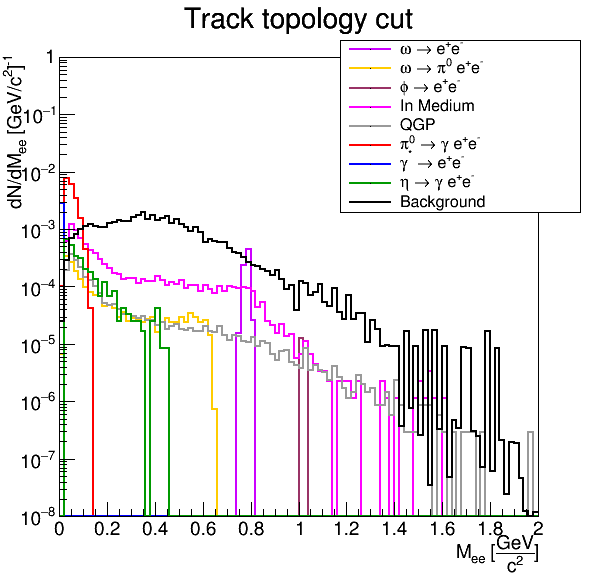 Track topology cut
dN/dM_ee [GeV/c²]⁻¹
1
10⁻¹
10⁻²
10⁻³
10⁻⁴
10⁻⁵
10⁻⁶
10⁻⁷
10⁻⁸
ω → e⁺e⁻
ω → π⁰ e⁺e⁻
ϕ → e⁺e⁻
In Medium
QGP
π⁰ → γ e⁺e⁻
γ* → e⁺e⁻
η → γ e⁺e⁻
Background
0 0.2 0.4 0.6 0.8 1 1.2 1.4 1.6 1.8 2
M_ee [GeV/c²]